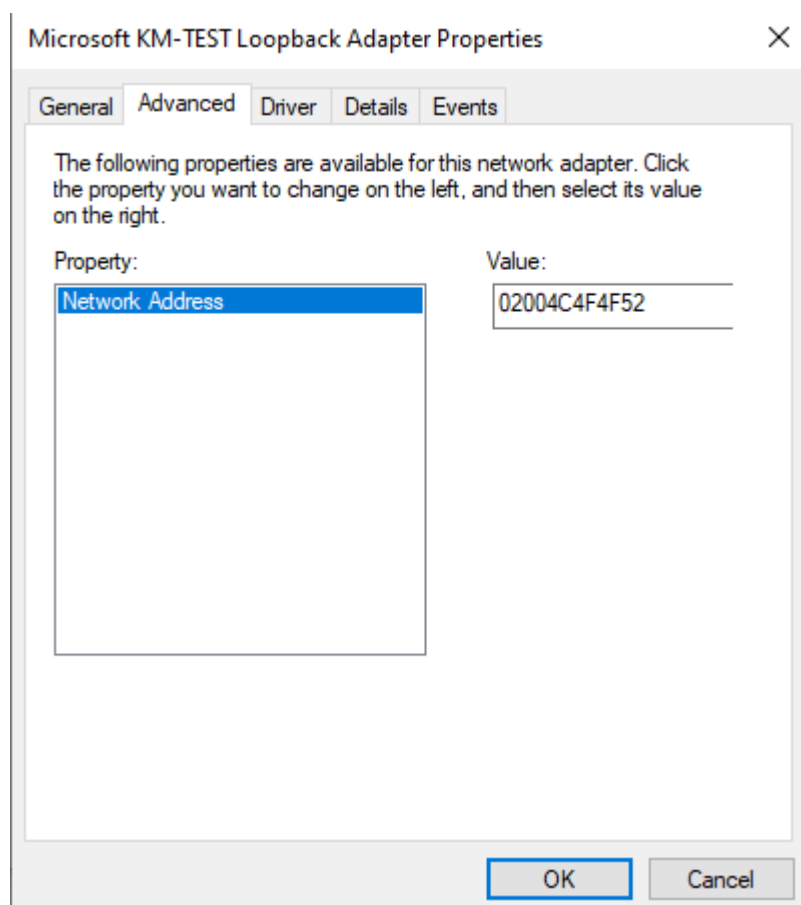 Microsoft KM-TEST Loopback Adapter Properties
General Advanced Driver Details Events
The following properties are available for this network adapter. Click
the property you want to change on the left, and then select its value
on the right.
Property: Value:
Network Address 02004C4F4F52
OK Cancel